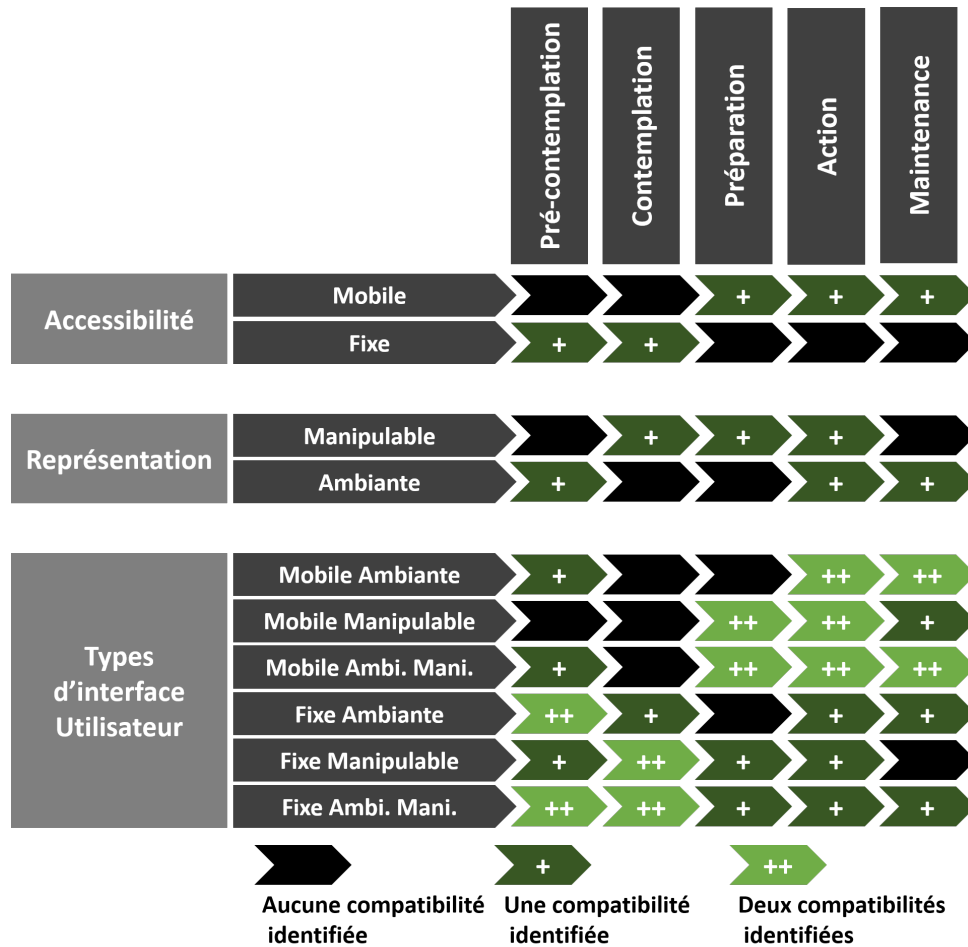 Pré-contemplation
Contemplation
Préparation
Action
Maintenance
Accessibilité
Mobile
+ + +
Fixe
+ +
Représentation
Manipulable
+ + +
Ambiante
+ + +
Types
d’interface
Utilisateur
Mobile Ambiante
+ ++ ++
Mobile Manipulable
++ ++ +
Mobile Ambi. Mani.
+ ++ ++ ++
Fixe Ambiante
++ + + +
Fixe Manipulable
+ ++ + +
Fixe Ambi. Mani.
++ ++ + + +
+ ++
Aucune compatibilité
identifiée
Une compatibilité
identifiée
Deux compatibilités
identifiées